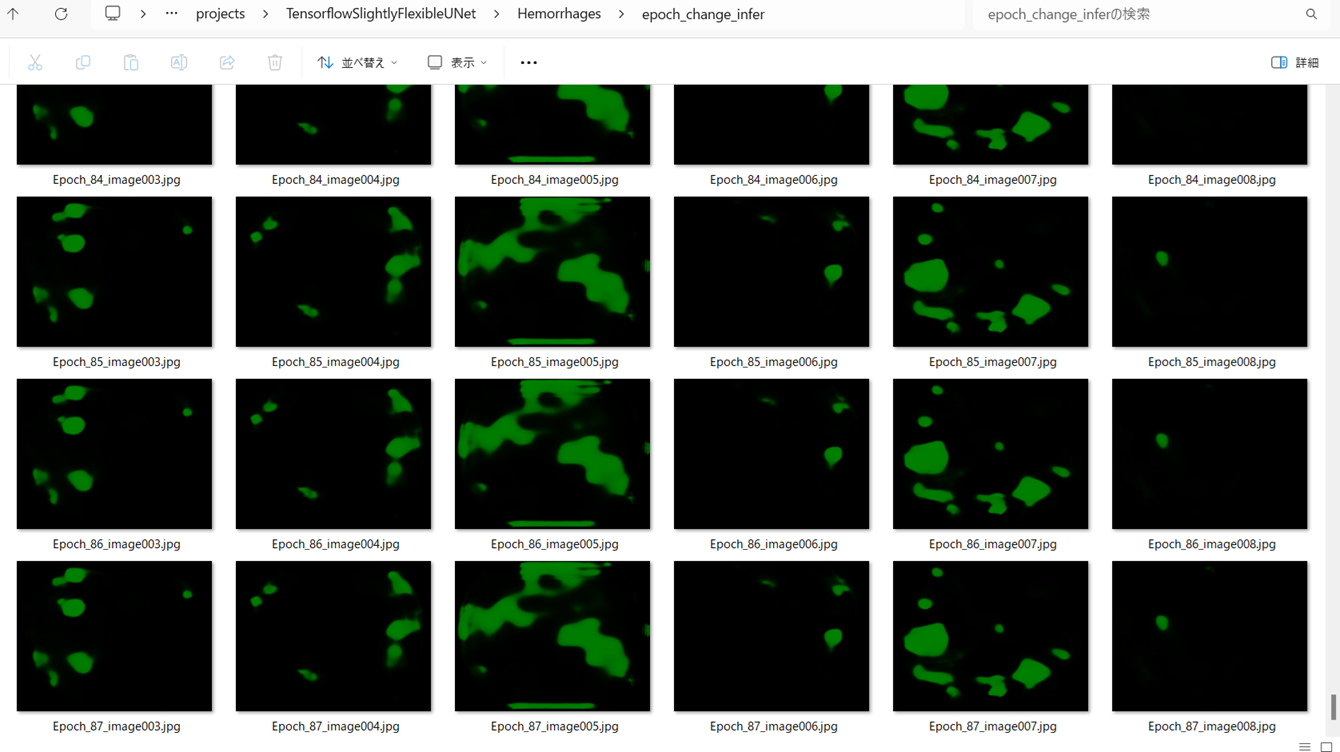 projects > TensorflowSlightlyFlexibleUNet > Hemorrhages > epoch_change_infer
epoch_change_inferの検索
並べ替え 表示 詳細
Epoch_84_image003.jpg Epoch_84_image004.jpg Epoch_84_image005.jpg Epoch_84_image006.jpg Epoch_84_image007.jpg Epoch_84_image008.jpg
Epoch_85_image003.jpg Epoch_85_image004.jpg Epoch_85_image005.jpg Epoch_85_image006.jpg Epoch_85_image007.jpg Epoch_85_image008.jpg
Epoch_86_image003.jpg Epoch_86_image004.jpg Epoch_86_image005.jpg Epoch_86_image006.jpg Epoch_86_image007.jpg Epoch_86_image008.jpg
Epoch_87_image003.jpg Epoch_87_image004.jpg Epoch_87_image005.jpg Epoch_87_image006.jpg Epoch_87_image007.jpg Epoch_87_image008.jpg